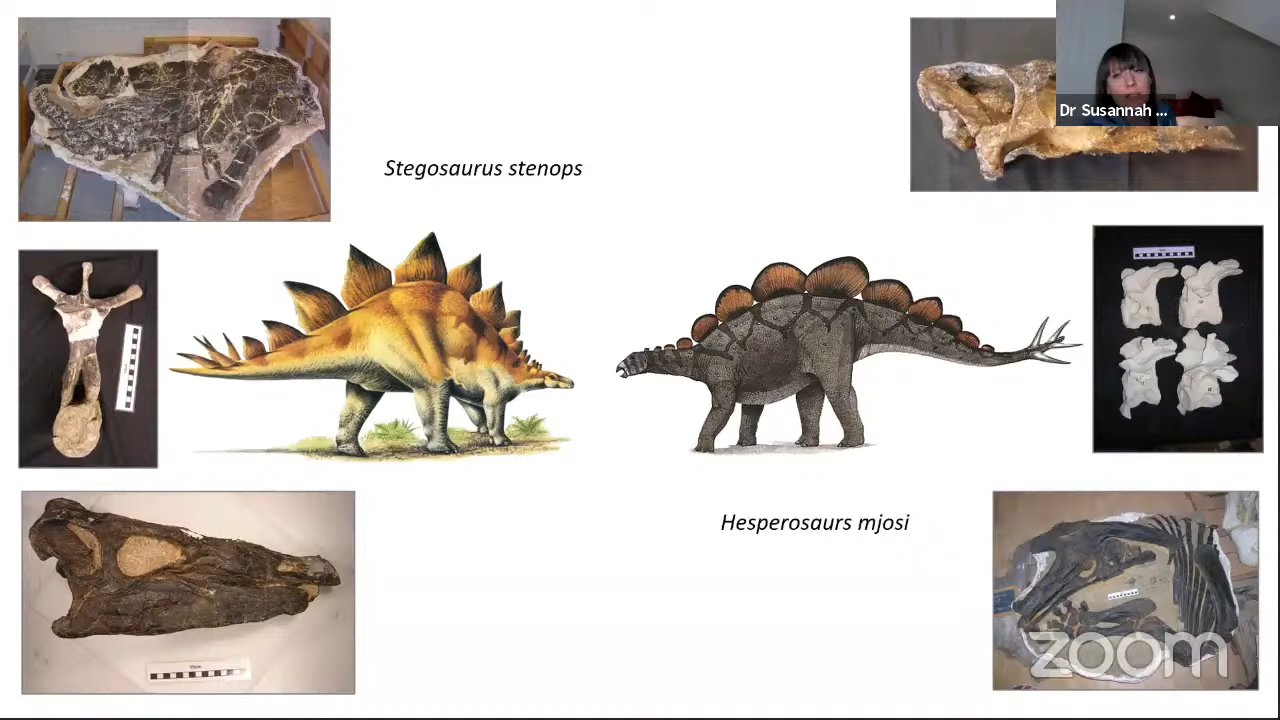 Dr Susannah ...
Stegosaurus stenops
Hesperosaurs mjosi
zoom